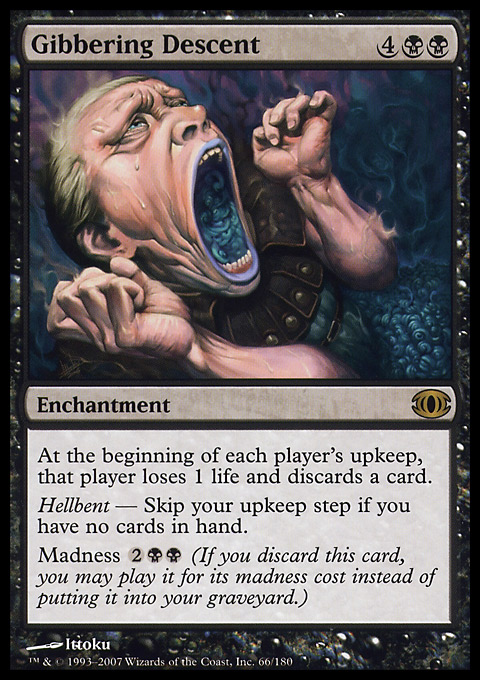 Gibbering Descent 4
Enchantment
At the beginning of each player's upkeep,
that player loses 1 life and discards a card.
Hellbent — Skip your upkeep step if you
have no cards in hand.
Madness 2 (If you discard this card,
you may play it for its madness cost instead of
putting it into your graveyard.)
Ittoku
™ & © 1993–2007 Wizards of the Coast, Inc. 66/180